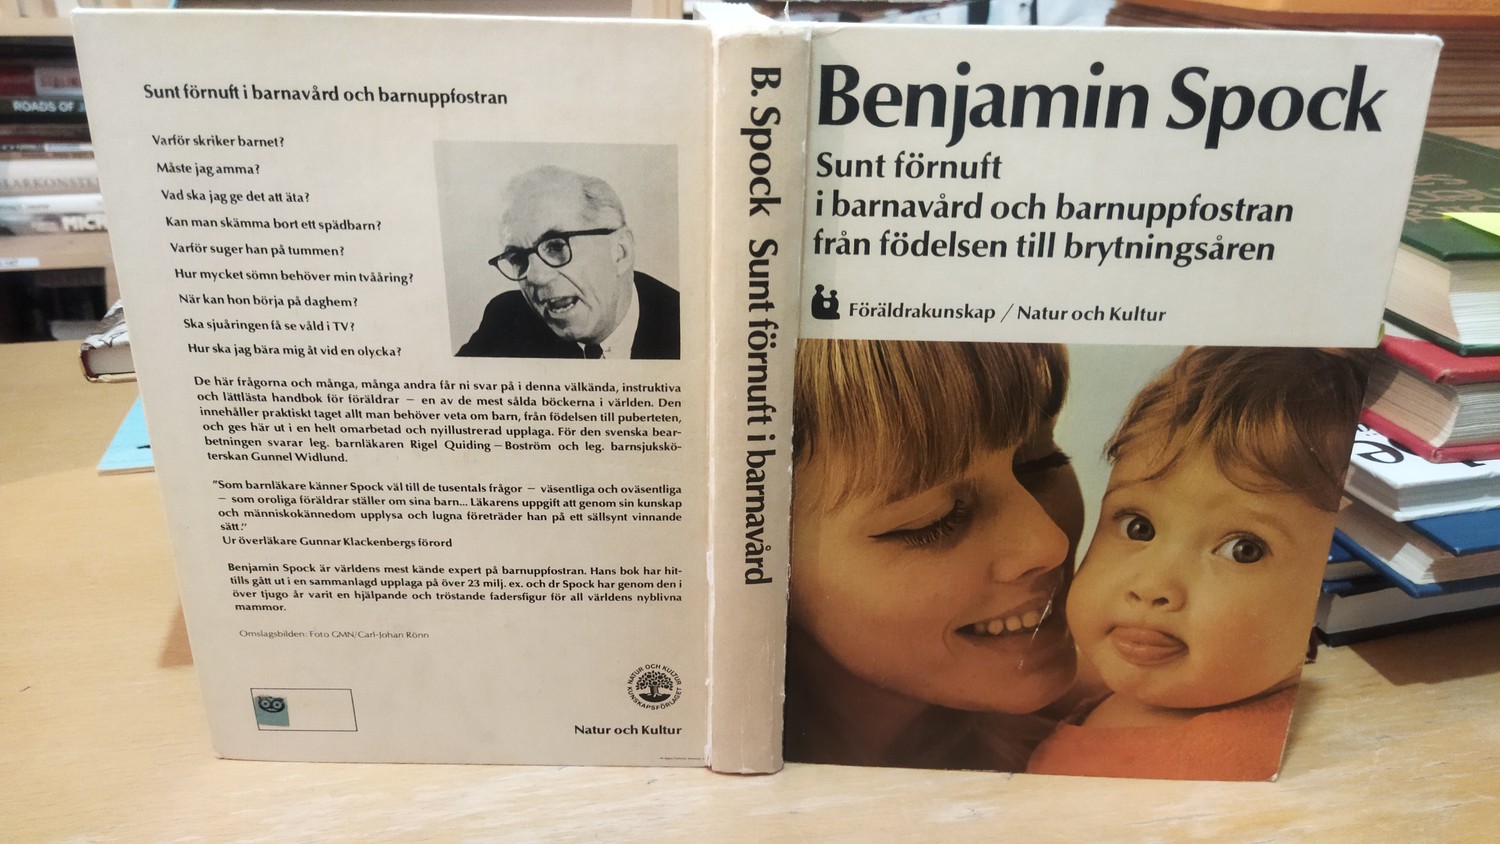 Sunt förnuft i barnavård och barnuppfostran
Varför skriker barnet?
Måste jag amma?
Vad ska jag ge det att äta?
Kan man skämma bort ett spädbarn?
Varför suger han på tummen?
Hur mycket sömn behöver min tvååring?
När kan hon börja på daghem?
Ska sjuåringen få se våld i TV?
Hur ska jag bära mig åt vid en olycka?
De här frågorna och många, många andra får ni svar på i denna välkända, instruktiva
och lättlästa handbok för föräldrar — en av de mest sålda böckerna i världen. Den
innehåller praktiskt taget allt man behöver veta om barn, från födelsen till puberteten,
och ges här ut i en helt omarbetad och nyillustrerad upplaga. För den svenska bear-
betningen svarar leg. barnläkaren Rigel Quiding–Boström och leg. barnsjukskö-
terskan Gunnel Widlund.
"Som barnläkare känner Spock väl till de tusentals frågor — väsentliga och oväsentliga
— som oroliga föräldrar ställer om sina barn... Läkarens uppgift att genom sin kunskap
och människokännedom upplysa och lugna företräder han på ett sällsynt vinnande
sätt."
Ur överläkare Gunnar Klackenbergs förord
Benjamin Spock är världens mest kände expert på barnuppfostran. Hans bok har hit-
tills gått ut i en sammanlagd upplaga på över 23 milj. ex. och dr Spock har genom den i
över tjugo år varit en hjälpande och tröstande fadersfigur för all världens nyblivna
mammor.
Omslagsbilden: Foto GMN/Carl-Johan Rönn
NATUR OCH KULTUR
KUNSKAPSFÖRLAGET
Natur och Kultur
B. Spock Sunt förnuft i barnavård
Benjamin Spock
Sunt förnuft
i barnavård och barnuppfostran
från födelsen till brytningsåren
Föräldrakunskap / Natur och Kultur
ROADS OF